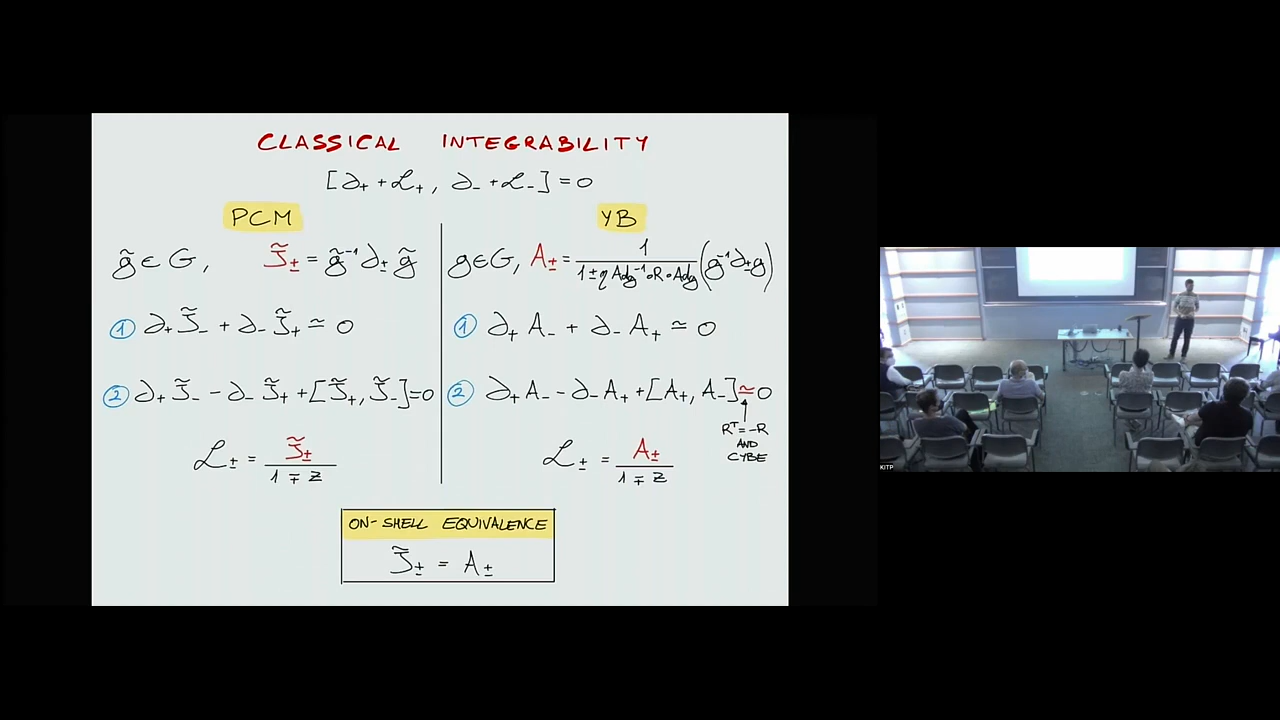 CLASSICAL INTEGRABILITY
[∂₊ + ℒ₊, ∂₋ + ℒ₋] = 0
PCM
g̃ ∈ G, J̃± = g̃⁻¹∂±g̃
① ∂₊J̃₋ + ∂₋J̃₊ ≃ 0
② ∂₊J̃₋ − ∂₋J̃₊ + [J̃₊, J̃₋] = 0
ℒ± = J̃± / (1 ∓ z)
YB
g ∈ G, A± = 1 / (1 ± η Ad_g⁻¹ ∘ R ∘ Ad_g) (g⁻¹∂±g)
① ∂₊A₋ + ∂₋A₊ ≃ 0
② ∂₊A₋ − ∂₋A₊ + [A₊, A₋] ≃ 0
Rᵀ = −R
AND
CYBE
ℒ± = A± / (1 ∓ z)
ON-SHELL EQUIVALENCE
J̃± = A±
KITP